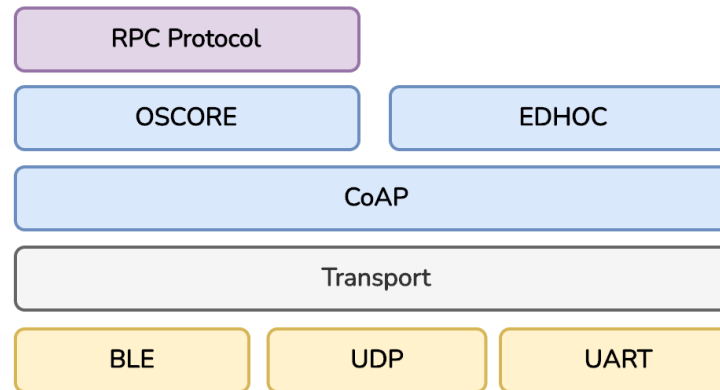 RPC Protocol
OSCORE EDHOC
CoAP
Transport
BLE UDP UART